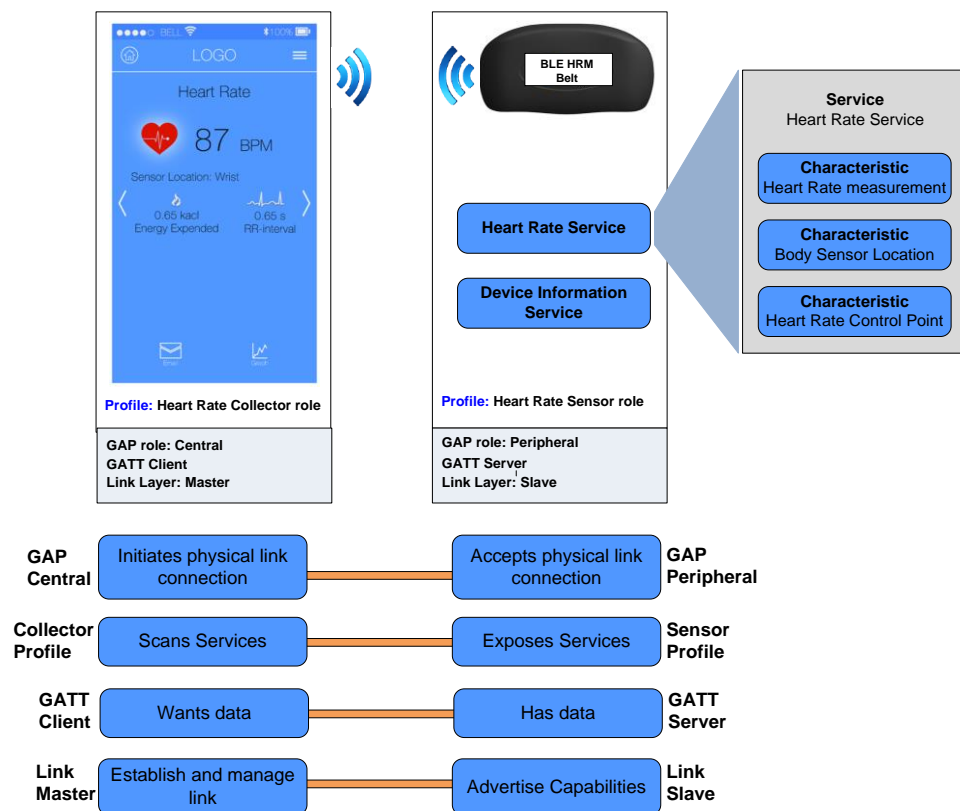 BELL
100%
LOGO
Heart Rate
87 BPM
Sensor Location: Wrist
0.65 kacl
Energy Expended
0.65 s
RR-interval
Email
Graph
Profile: Heart Rate Collector role
GAP role: Central
GATT Client
Link Layer: Master
BLE HRM
Belt
Heart Rate Service
Device Information
Service
Profile: Heart Rate Sensor role
GAP role: Peripheral
GATT Server
Link Layer: Slave
Service
Heart Rate Service
Characteristic
Heart Rate measurement
Characteristic
Body Sensor Location
Characteristic
Heart Rate Control Point
GAP
Central
Initiates physical link
connection
Accepts physical link
connection
GAP
Peripheral
Collector
Profile
Scans Services
Exposes Services
Sensor
Profile
GATT
Client
Wants data
Has data
GATT
Server
Link
Master
Establish and manage
link
Advertise Capabilities
Link
Slave